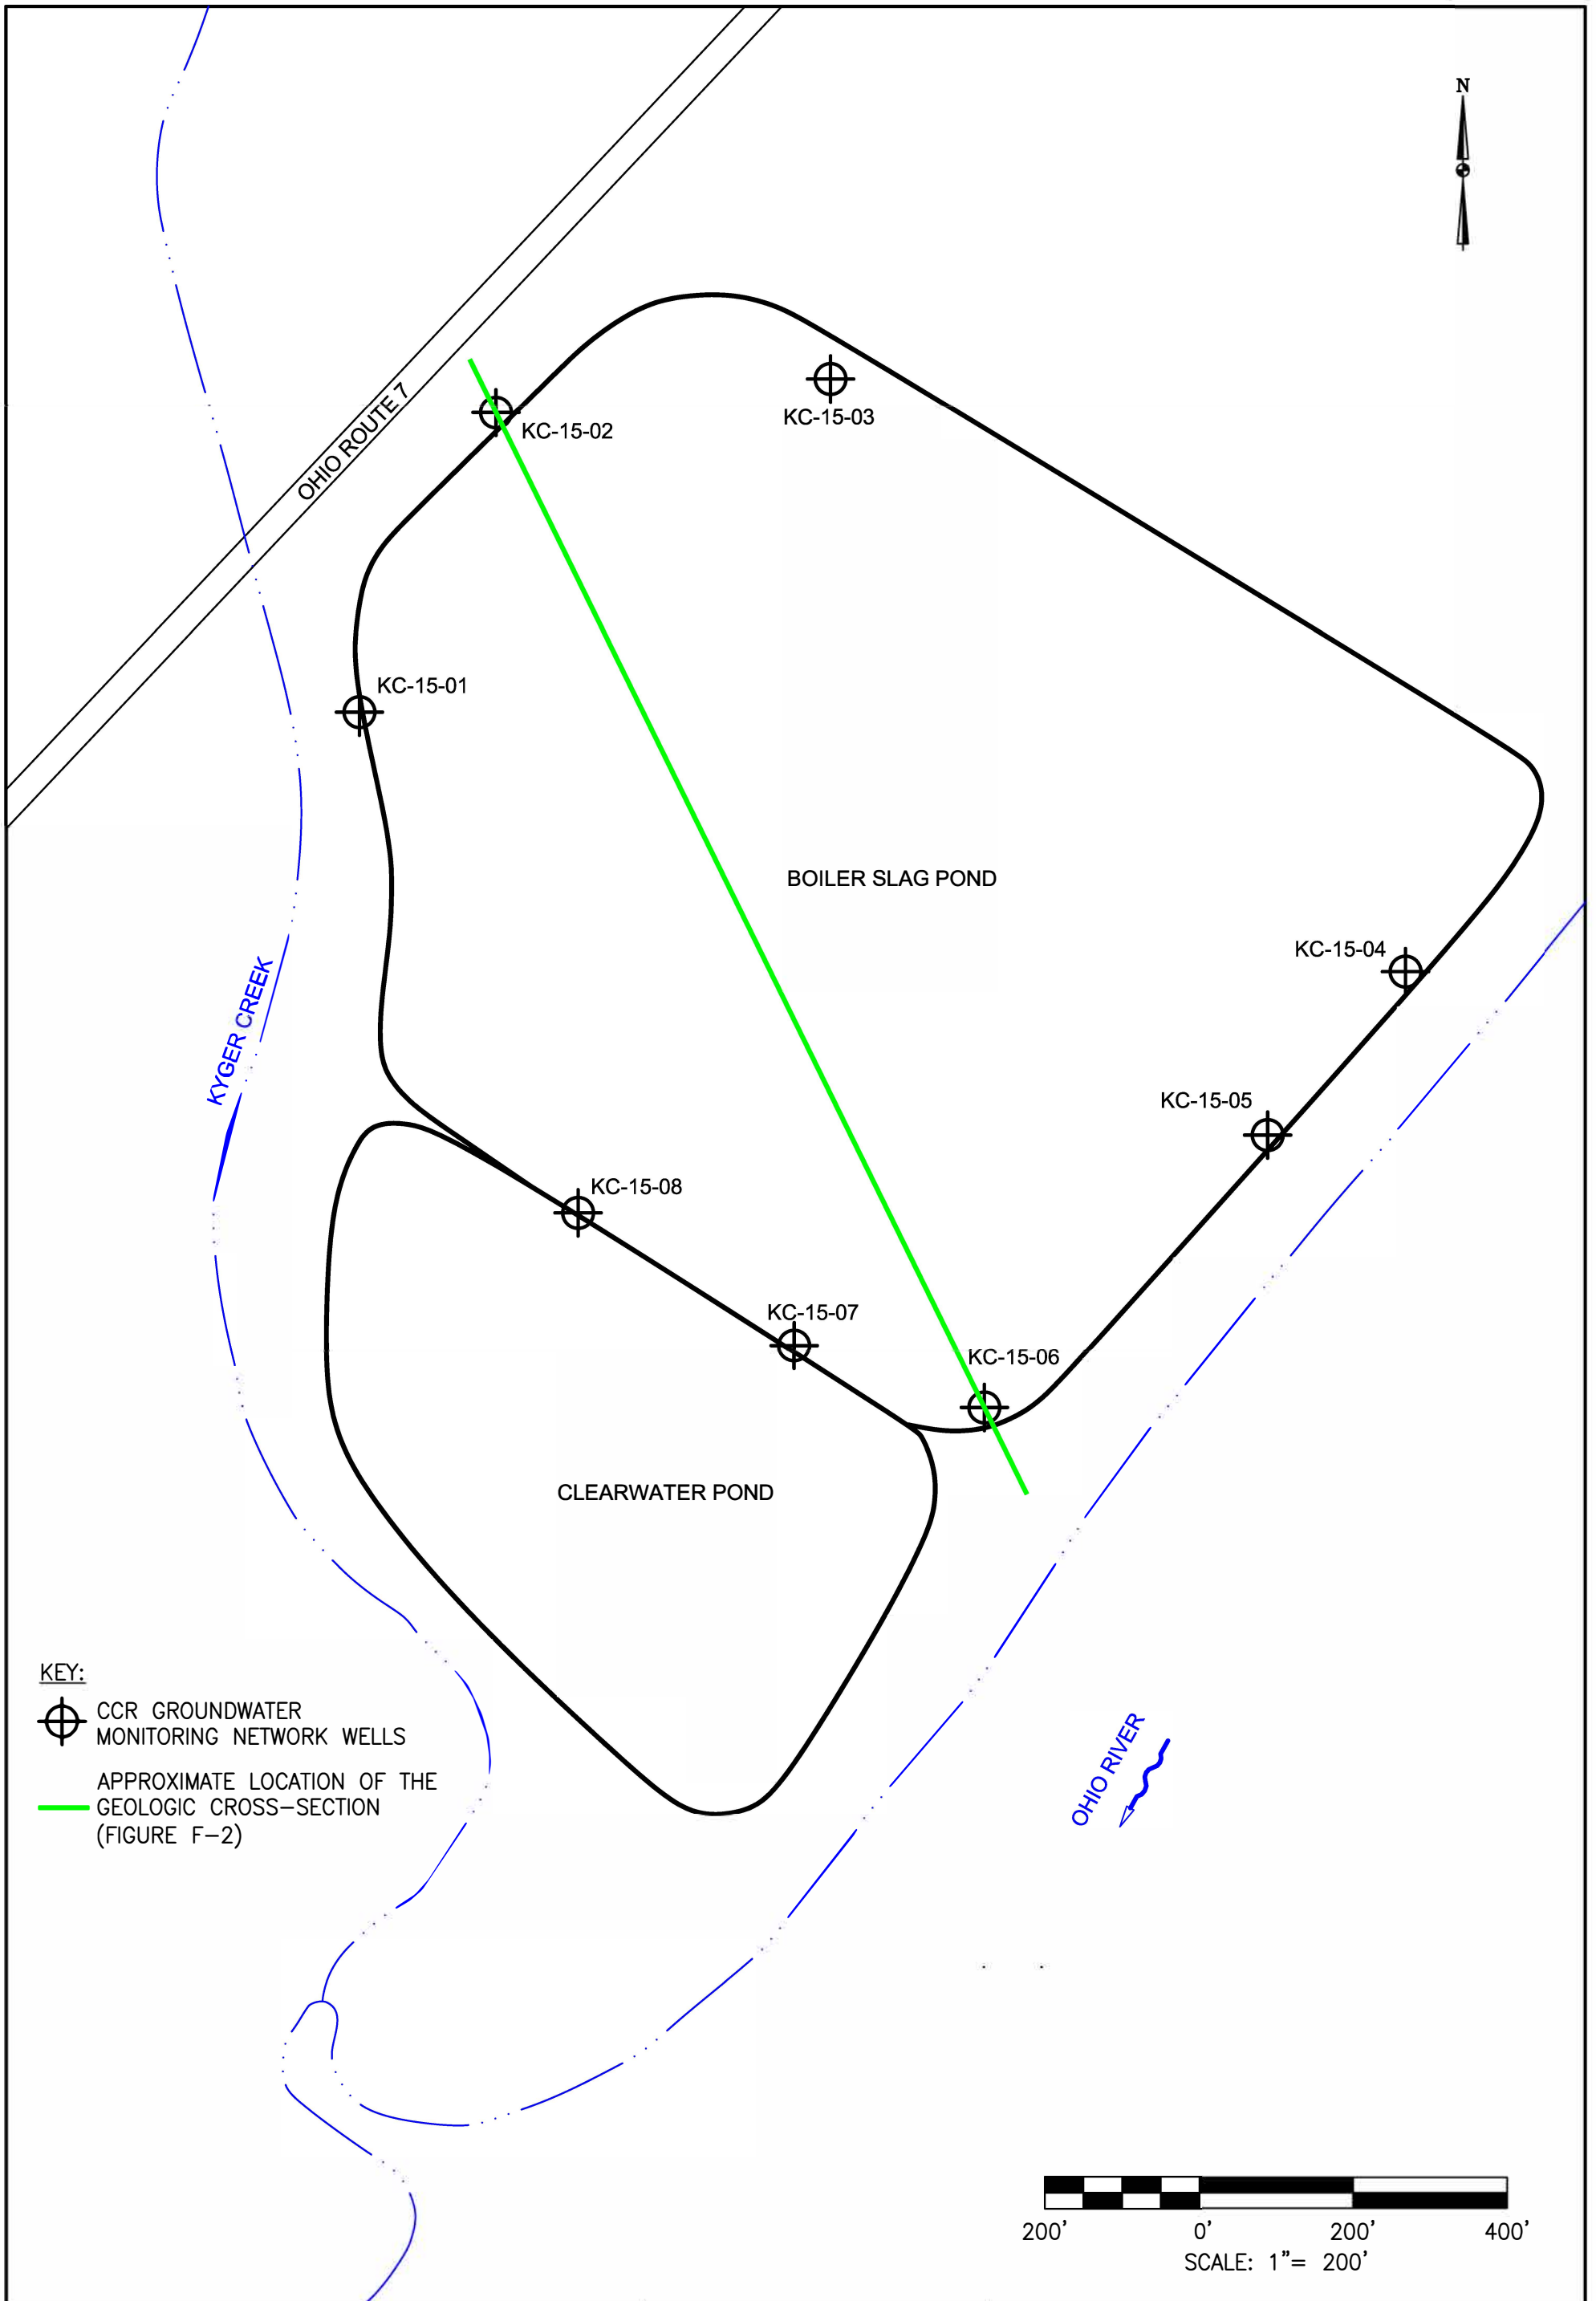 N
OHIO ROUTE 7
KC-15-03
KC-15-02
KC-15-01
BOILER SLAG POND
KC-15-04
KYGER CREEK
KC-15-05
KC-15-08
KC-15-07
KC-15-06
CLEARWATER POND
KEY:
CCR GROUNDWATER
MONITORING NETWORK WELLS
APPROXIMATE LOCATION OF THE
GEOLOGIC CROSS-SECTION
(FIGURE F-2)
OHIO RIVER
200' 0' 200' 400'
SCALE: 1"= 200'